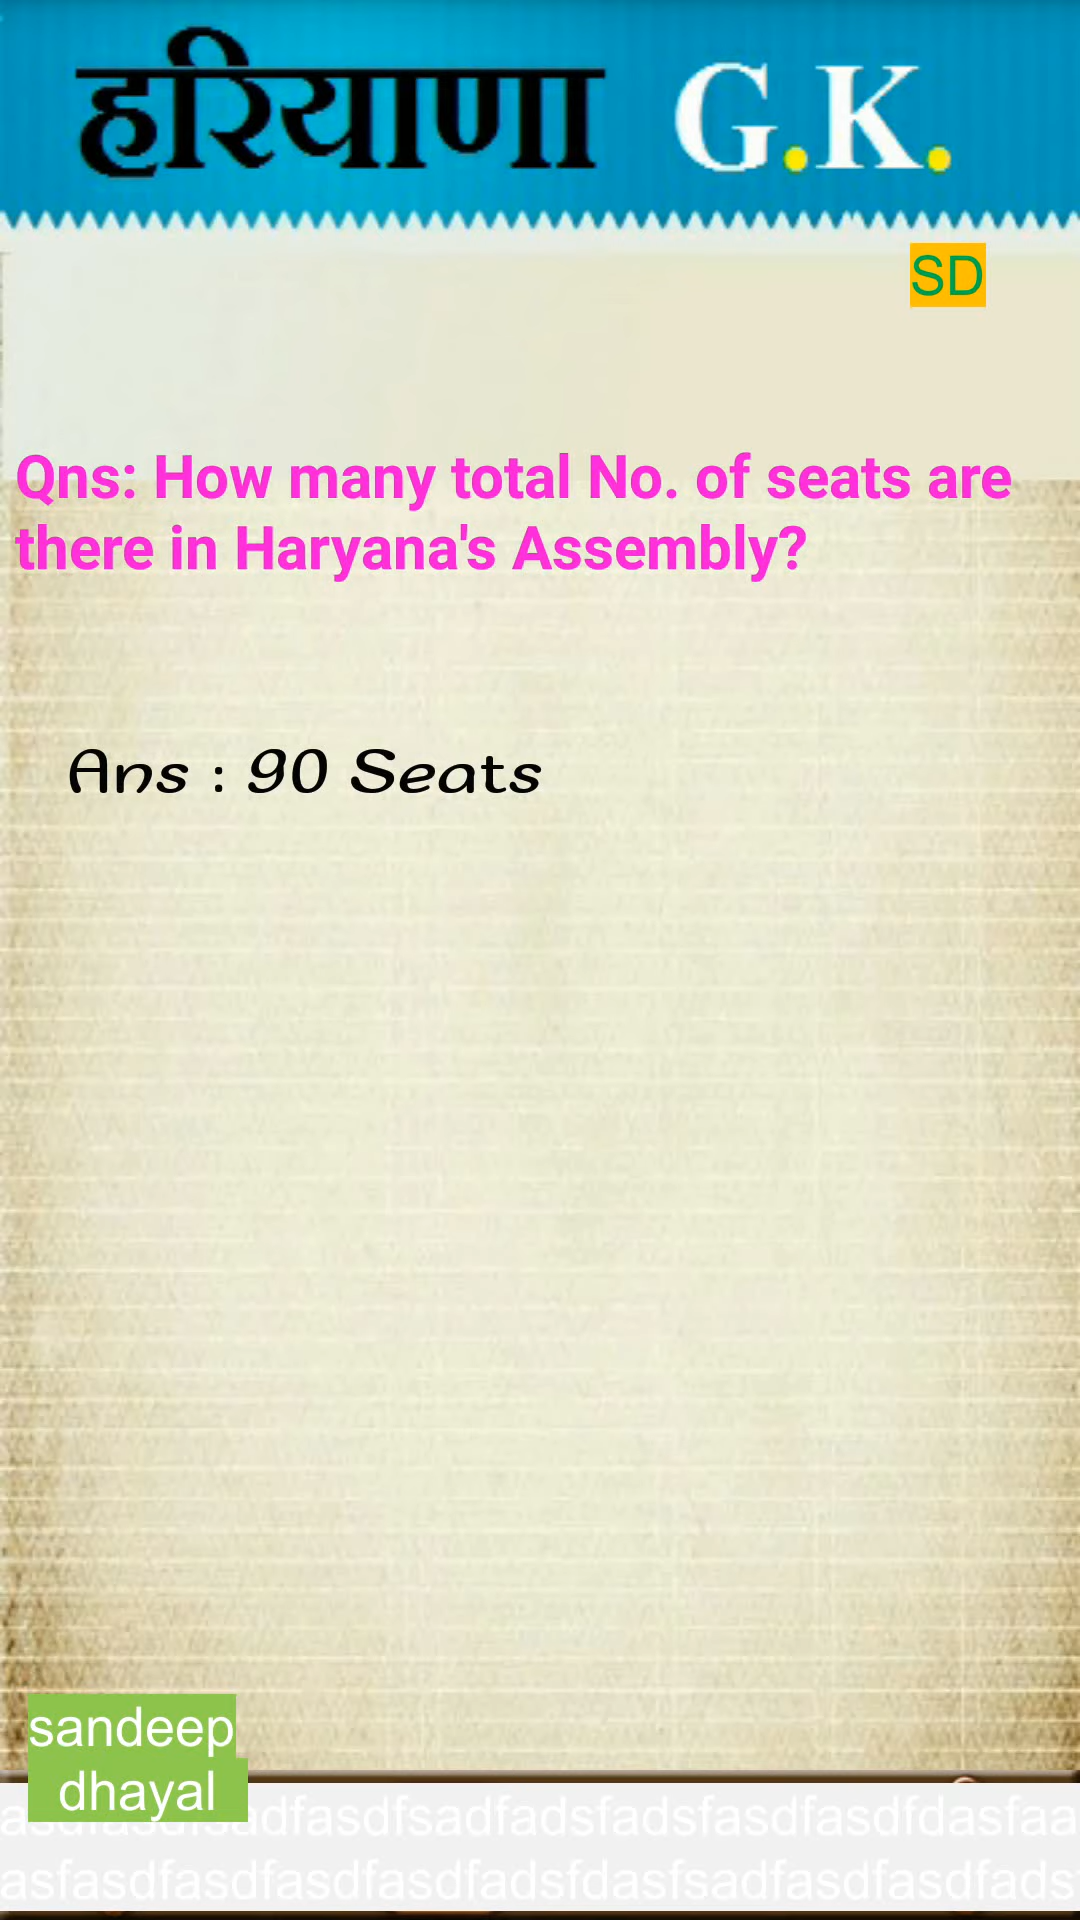 हरियाणा G.K.
SD
Qns: How many total No. of seats are
there in Haryana's Assembly?
Ans : 90 Seats
sandeep
dhayal